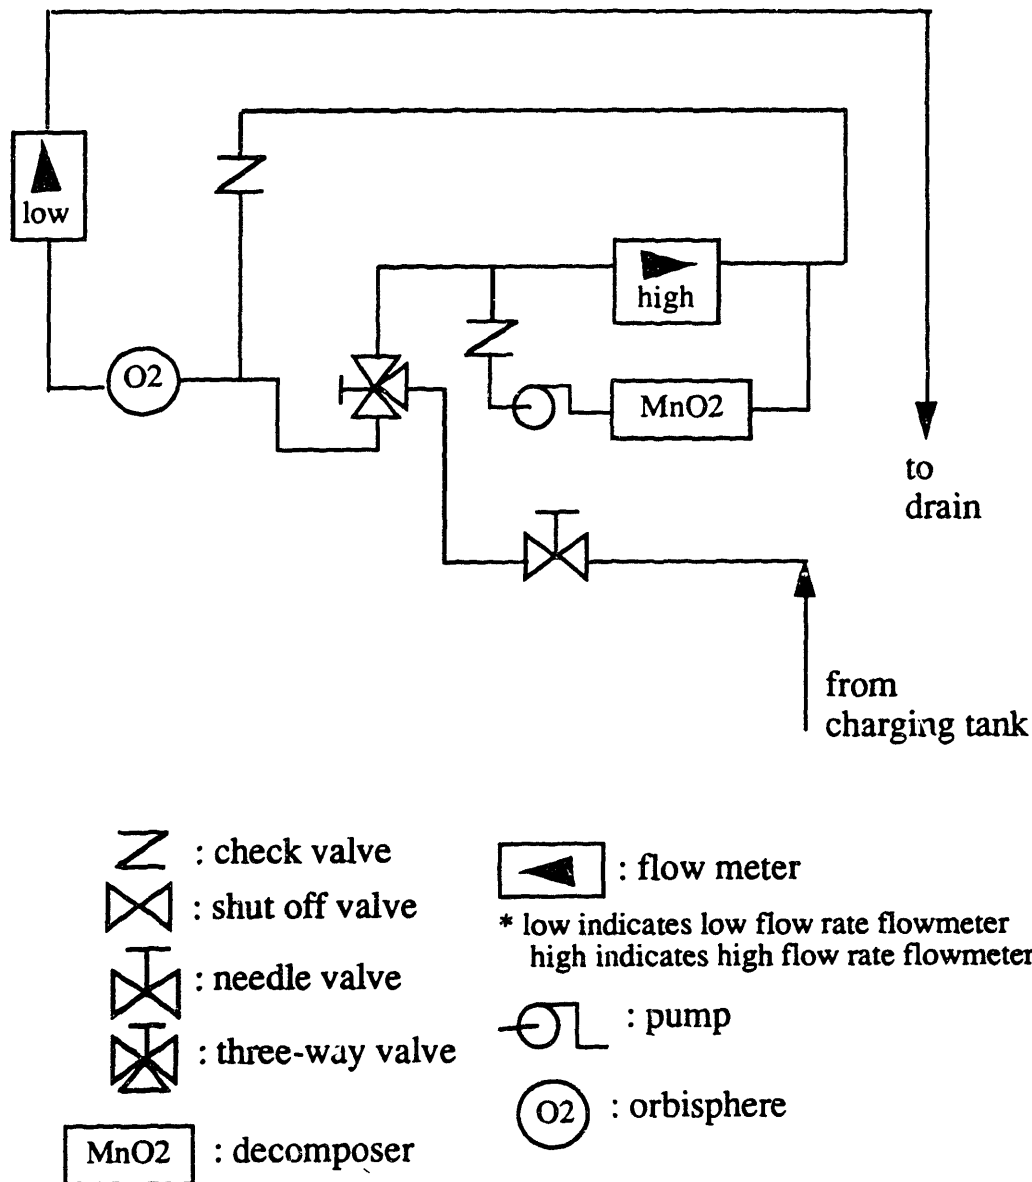 low
high
O2
MnO2
to
drain
from
charging tank
: check valve
: shut off valve
: needle valve
: three-way valve
MnO2 : decomposer
: flow meter
* low indicates low flow rate flowmeter
high indicates high flow rate flowmeter
: pump
O2 : orbisphere